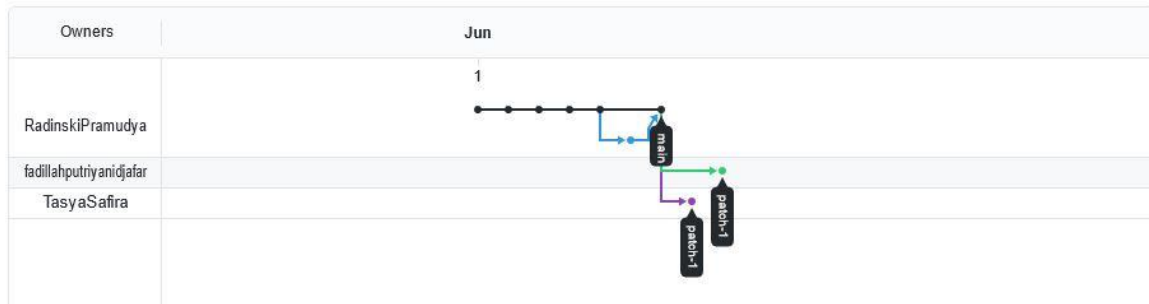 Owners
Jun
1
RadinskiPramudya
main
fadillahputriyanidjafar
TasyaSafira
patch-1
patch-1